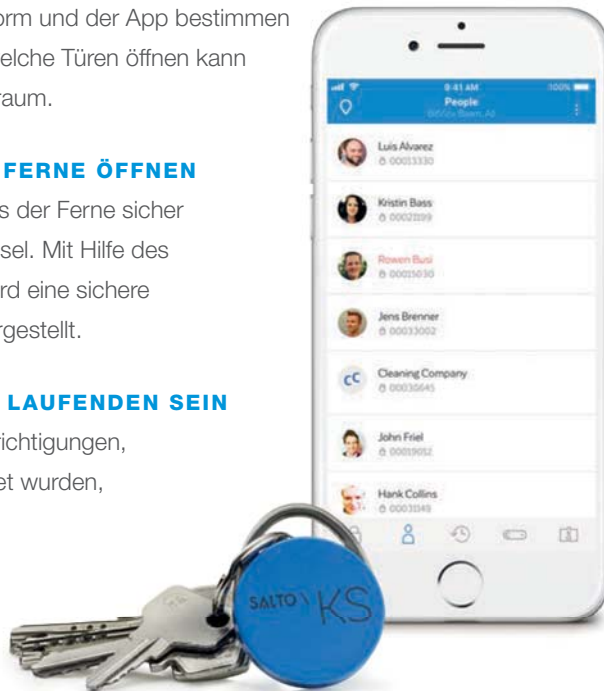 orm und der App bestimmen
elche Türen öffnen kann
raum.
FERNE ÖFFNEN
s der Ferne sicher
sel. Mit Hilfe des
rd eine sichere
rgestellt.
LAUFENDEN SEIN
richtigungen,
et wurden,
9:41 AM 100%
People
Luis Alvarez
00013330
Kristin Bass
00021199
Rowen Busi
00015030
Jens Brenner
00033002
CC Cleaning Company
00030645
John Friel
00019012
Hank Collins
00031149
SALTO KS